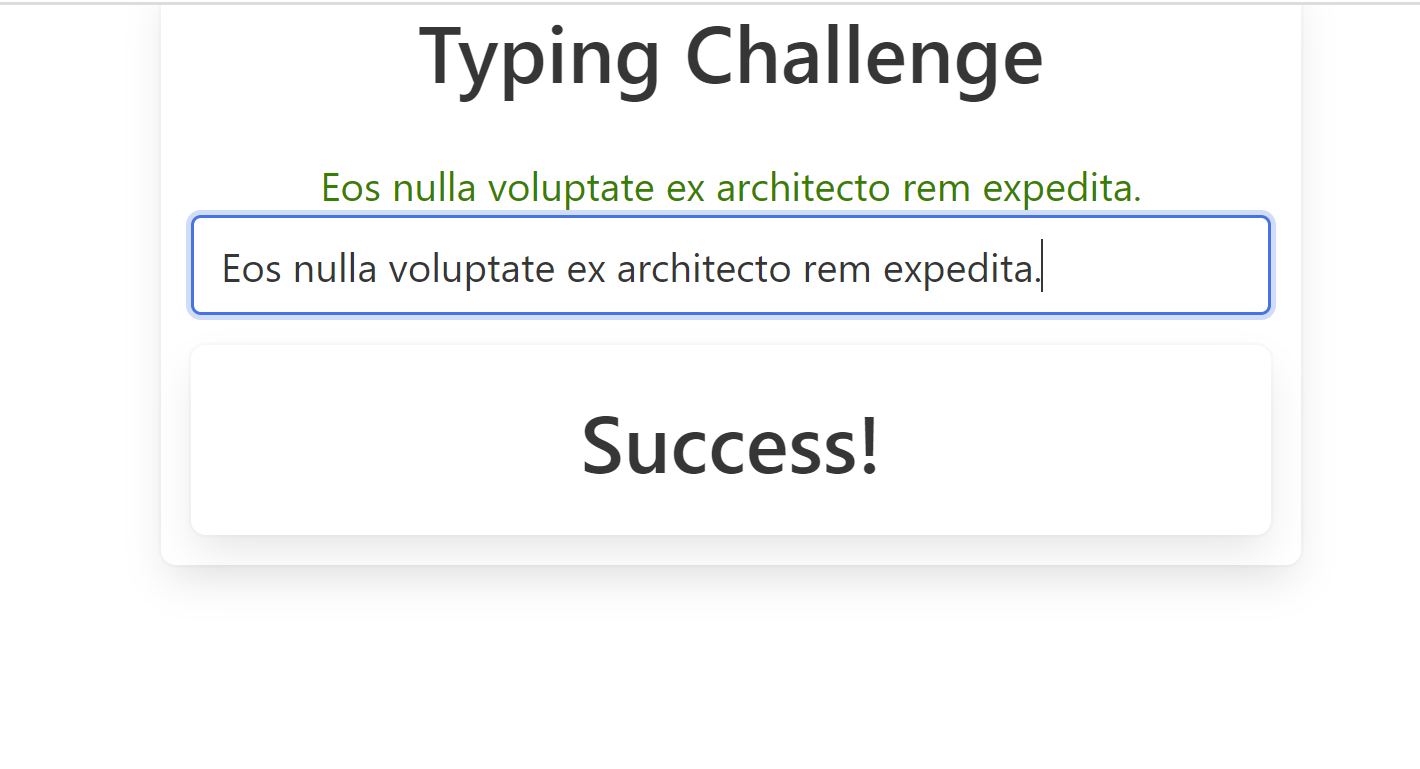 Typing Challenge
Eos nulla voluptate ex architecto rem expedita.
Eos nulla voluptate ex architecto rem expedita.
Success!